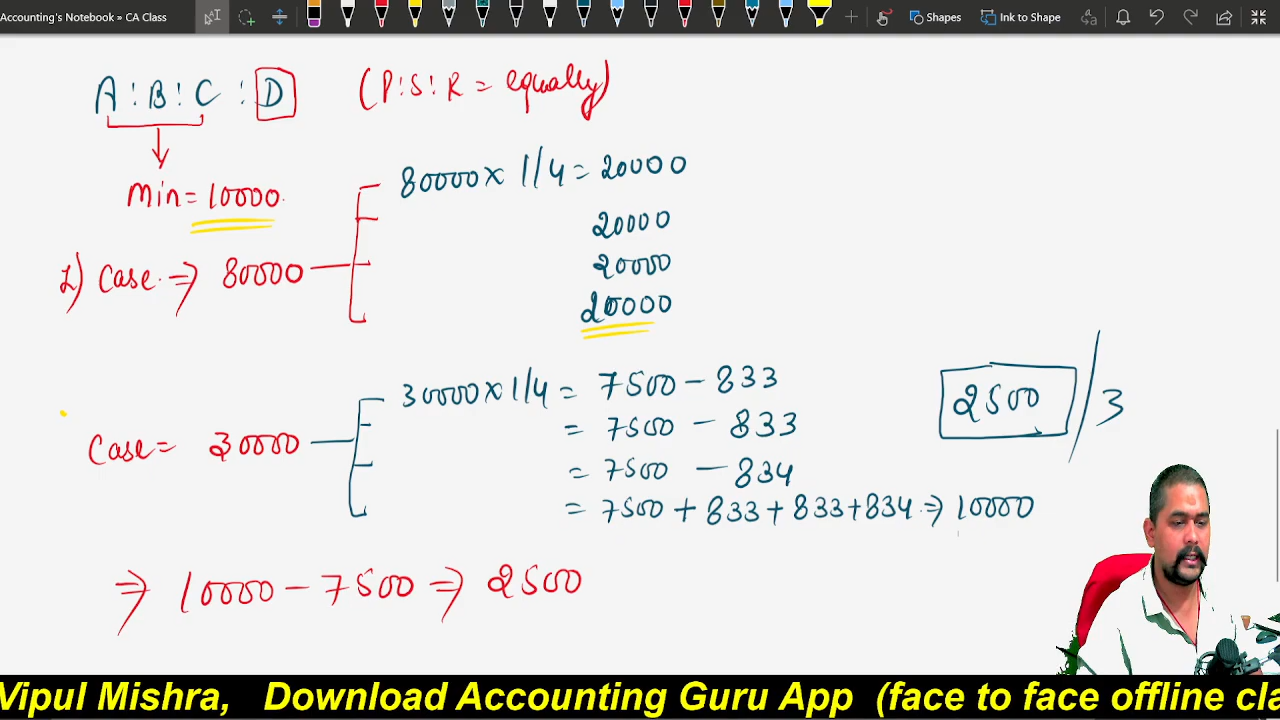 Accounting's Notebook » CA Class
Shapes
Ink to Shape
A : B : C : D
(P:S:R = equally)
Min = 10000
80000 x 1/4 = 20000
20000
1) Case ⇒ 80000
20000
20000
30000 x 1/4 = 7500 - 833
2500 / 3
= 7500 - 833
Case = 30000
= 7500 - 834
= 7500 + 833 + 833 + 834 ⇒ 10000
⇒ 10000 - 7500 ⇒ 2500
Vipul Mishra, Download Accounting Guru App (face to face offline cla